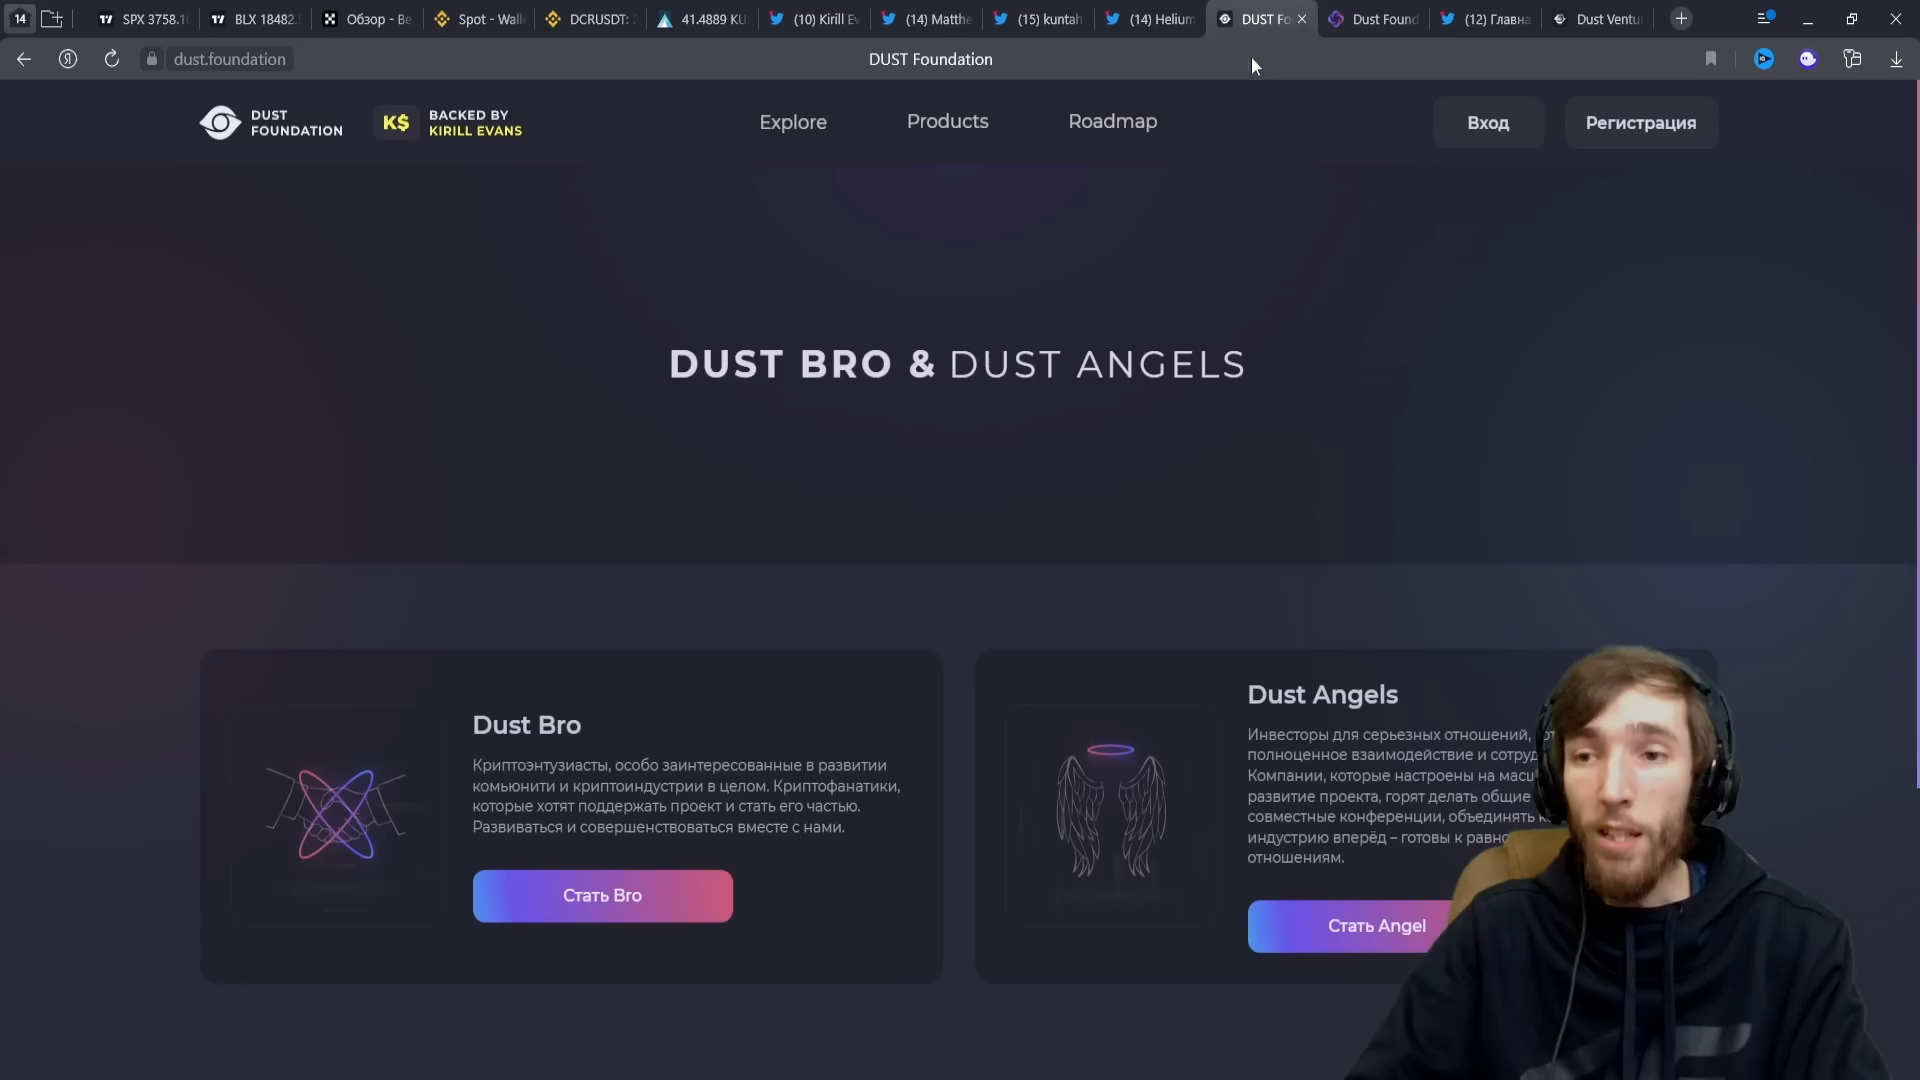 14
SPX 3758.1
BLX 18482.
Обзор - Be
Spot - Wall
DCRUSDT:
41.4889 KU
(10) Kirill Ev
(14) Matthe
(15) kuntah
(14) Helium
DUST Fo
Dust Found
(12) Главна
Dust Ventu
dust.foundation
DUST Foundation
DUST
FOUNDATION
K$
BACKED BY
KIRILL EVANS
Explore
Products
Roadmap
Вход
Регистрация
DUST BRO & DUST ANGELS
Dust Bro
Криптоэнтузиасты, особо заинтересованные в развитии
комьюнити и криптоиндустрии в целом. Криптофанатики,
которые хотят поддержать проект и стать его частью.
Развиваться и совершенствоваться вместе с нами.
Стать Bro
Dust Angels
Инвесторы для серьезных отношений,
полноценное взаимодействие и сотруд
Компании, которые настроены на масш
развитие проекта, горят делать общие
совместные конференции, объединять к
индустрию вперёд – готовы к равно
отношениям.
Стать Angel